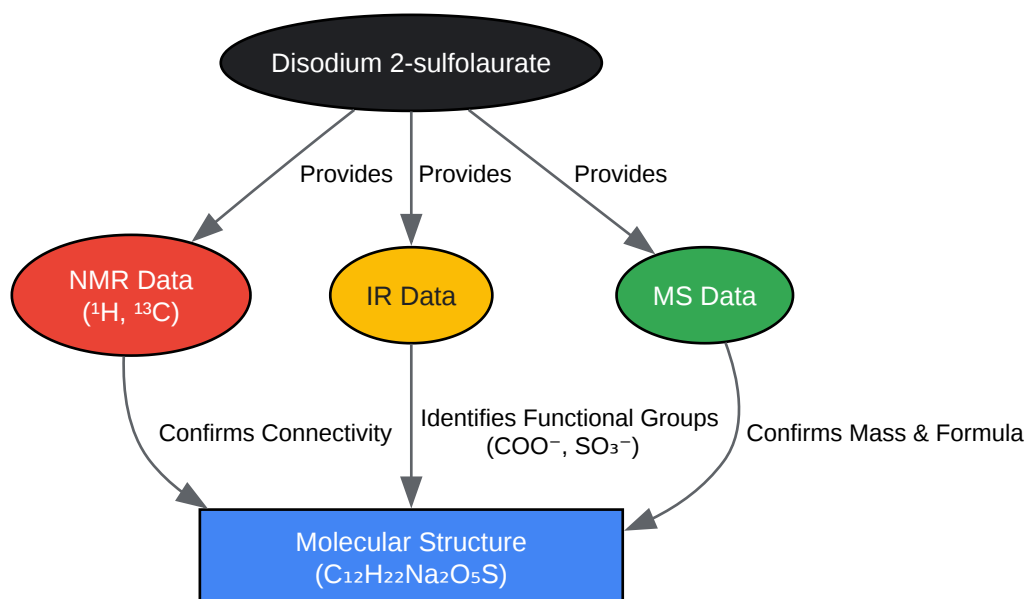 Disodium 2-sulfolaurate
Provides
Provides
Provides
NMR Data
(¹H, ¹³C)
IR Data
MS Data
Confirms Connectivity
Identifies Functional Groups
(COO⁻, SO₃⁻)
Confirms Mass & Formula
Molecular Structure
(C₁₂H₂₂Na₂O₅S)